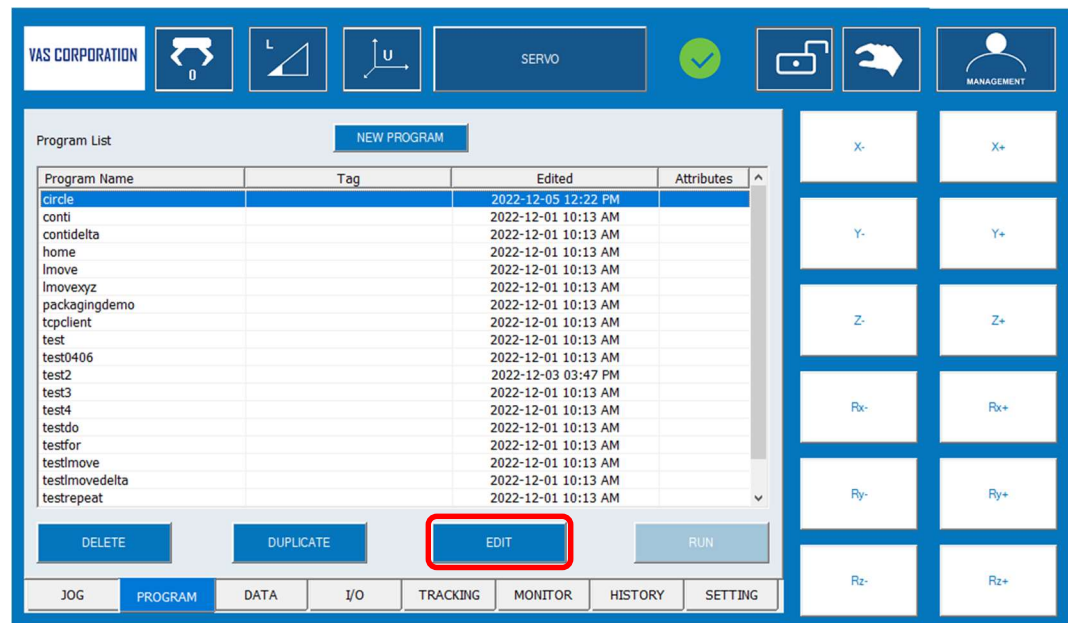 VAS CORPORATION
0
L
U
SERVO
MANAGEMENT
Program List
NEW PROGRAM
Program Name Tag Edited Attributes
circle 2022-12-05 12:22 PM
conti 2022-12-01 10:13 AM
contidelta 2022-12-01 10:13 AM
home 2022-12-01 10:13 AM
lmove 2022-12-01 10:13 AM
lmovexyz 2022-12-01 10:13 AM
packagingdemo 2022-12-01 10:13 AM
tcpclient 2022-12-01 10:13 AM
test 2022-12-01 10:13 AM
test0406 2022-12-01 10:13 AM
test2 2022-12-03 03:47 PM
test3 2022-12-01 10:13 AM
test4 2022-12-01 10:13 AM
testdo 2022-12-01 10:13 AM
testfor 2022-12-01 10:13 AM
testlmove 2022-12-01 10:13 AM
testlmovedelta 2022-12-01 10:13 AM
testrepeat 2022-12-01 10:13 AM
DELETE DUPLICATE EDIT RUN
JOG PROGRAM DATA I/O TRACKING MONITOR HISTORY SETTING
X- X+
Y- Y+
Z- Z+
Rx- Rx+
Ry- Ry+
Rz- Rz+